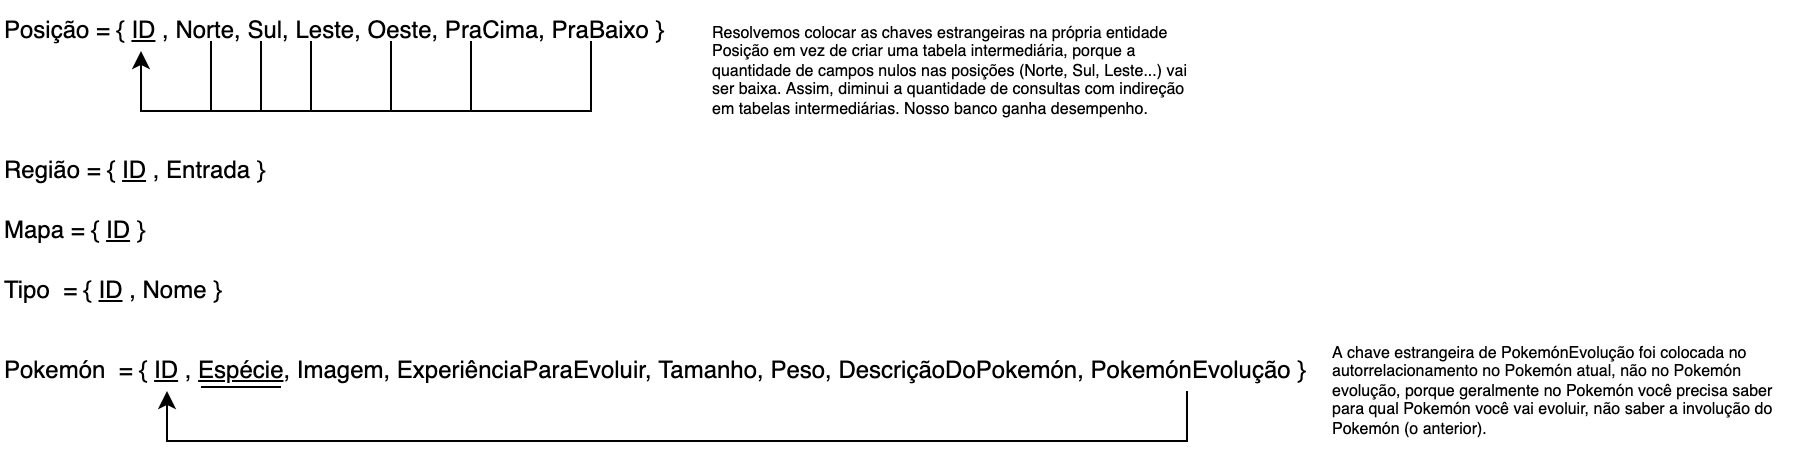 Posição = { ID , Norte, Sul, Leste, Oeste, PraCima, PraBaixo }
Resolvemos colocar as chaves estrangeiras na própria entidade
Posição em vez de criar uma tabela intermediária, porque a
quantidade de campos nulos nas posições (Norte, Sul, Leste...) vai
ser baixa. Assim, diminui a quantidade de consultas com indireção
em tabelas intermediárias. Nosso banco ganha desempenho.
Região = { ID , Entrada }
Mapa = { ID }
Tipo = { ID , Nome }
Pokemón = { ID , Espécie, Imagem, ExperiênciaParaEvoluir, Tamanho, Peso, DescriçãoDoPokemón, PokemónEvolução }
A chave estrangeira de PokemónEvolução foi colocada no
autorrelacionamento no Pokemón atual, não no Pokemón
evolução, porque geralmente no Pokemón você precisa saber
para qual Pokemón você vai evoluir, não saber a involução do
Pokemón (o anterior).